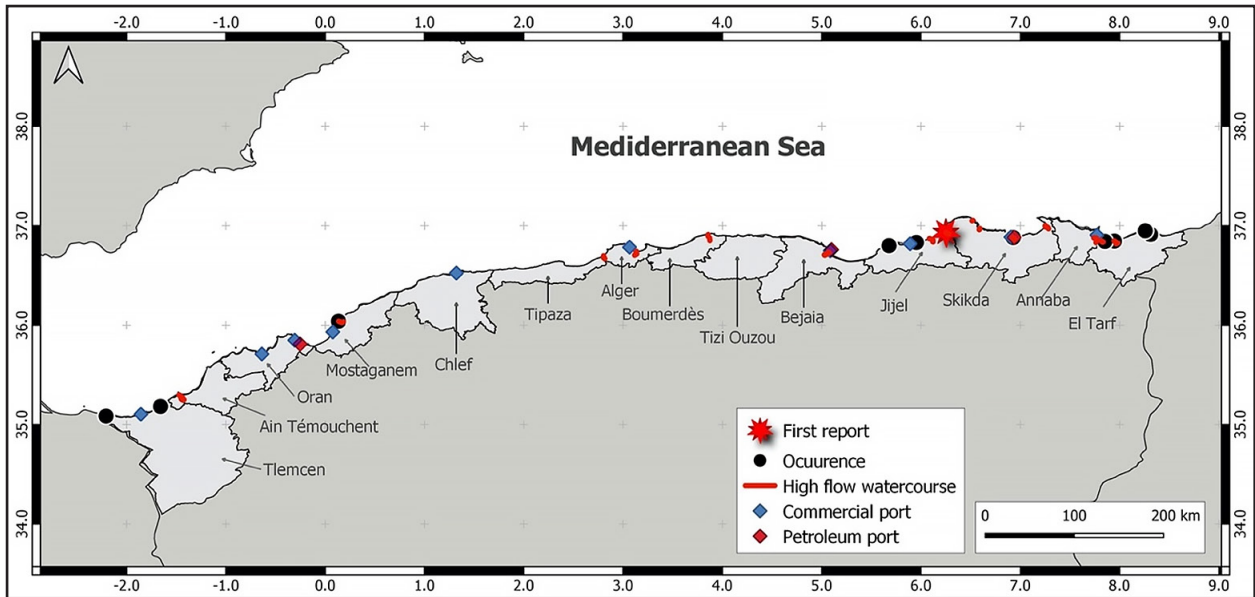 -2.0 -1.0 0.0 1.0 2.0 3.0 4.0 5.0 6.0 7.0 8.0 9.0
38.0 38.0
Mediderranean Sea
37.0 37.0
Alger
Boumerdès
Tizi Ouzou
Bejaia
Jijel
Skikda
Annaba
El Tarf
Tipaza
36.0 36.0
Chlef
Mostaganem
Oran
Ain Témouchent
Tlemcen
35.0 35.0
First report
Ocuurence
High flow watercourse
Commercial port
Petroleum port
0 100 200 km
34.0 34.0
-2.0 -1.0 0.0 1.0 2.0 3.0 4.0 5.0 6.0 7.0 8.0 9.0